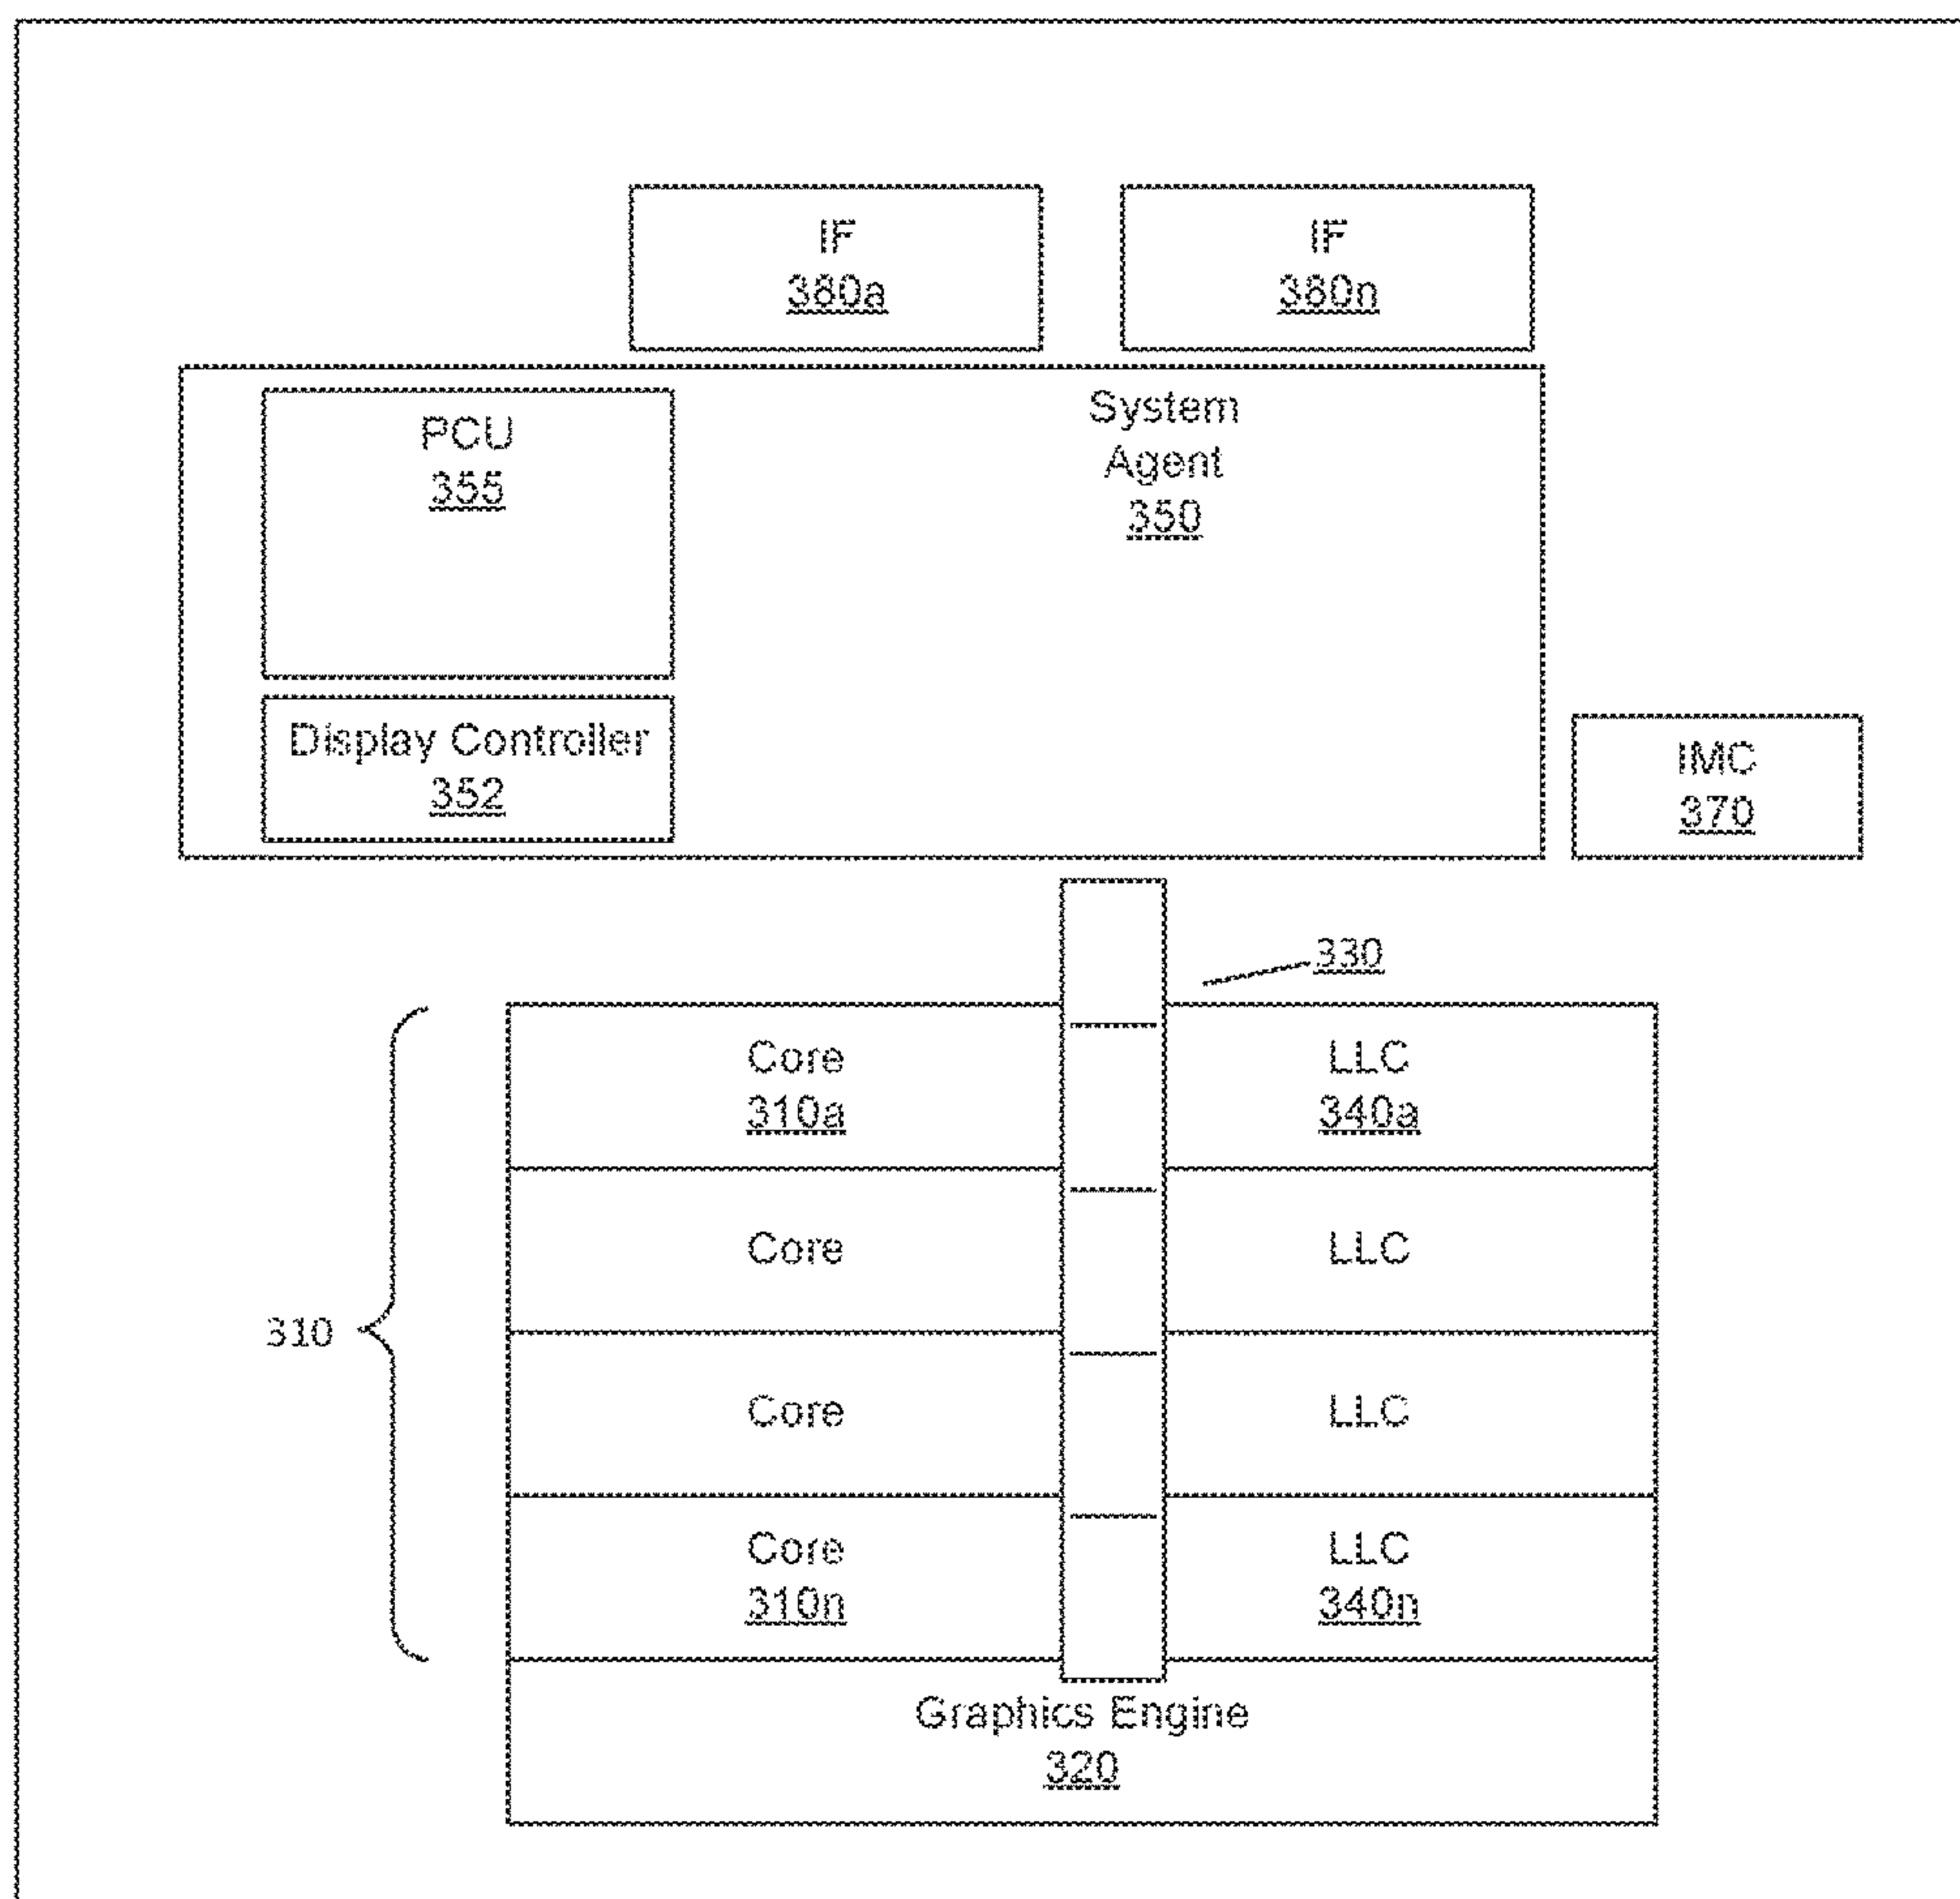 IF
380a
IF
380n
PCU
355
System
Agent
350
Display Controller
352
IMC
370
330
Core
310a
LLC
340a
Core
LLC
310
Core
LLC
Core
310n
LLC
340n
Graphics Engine
320